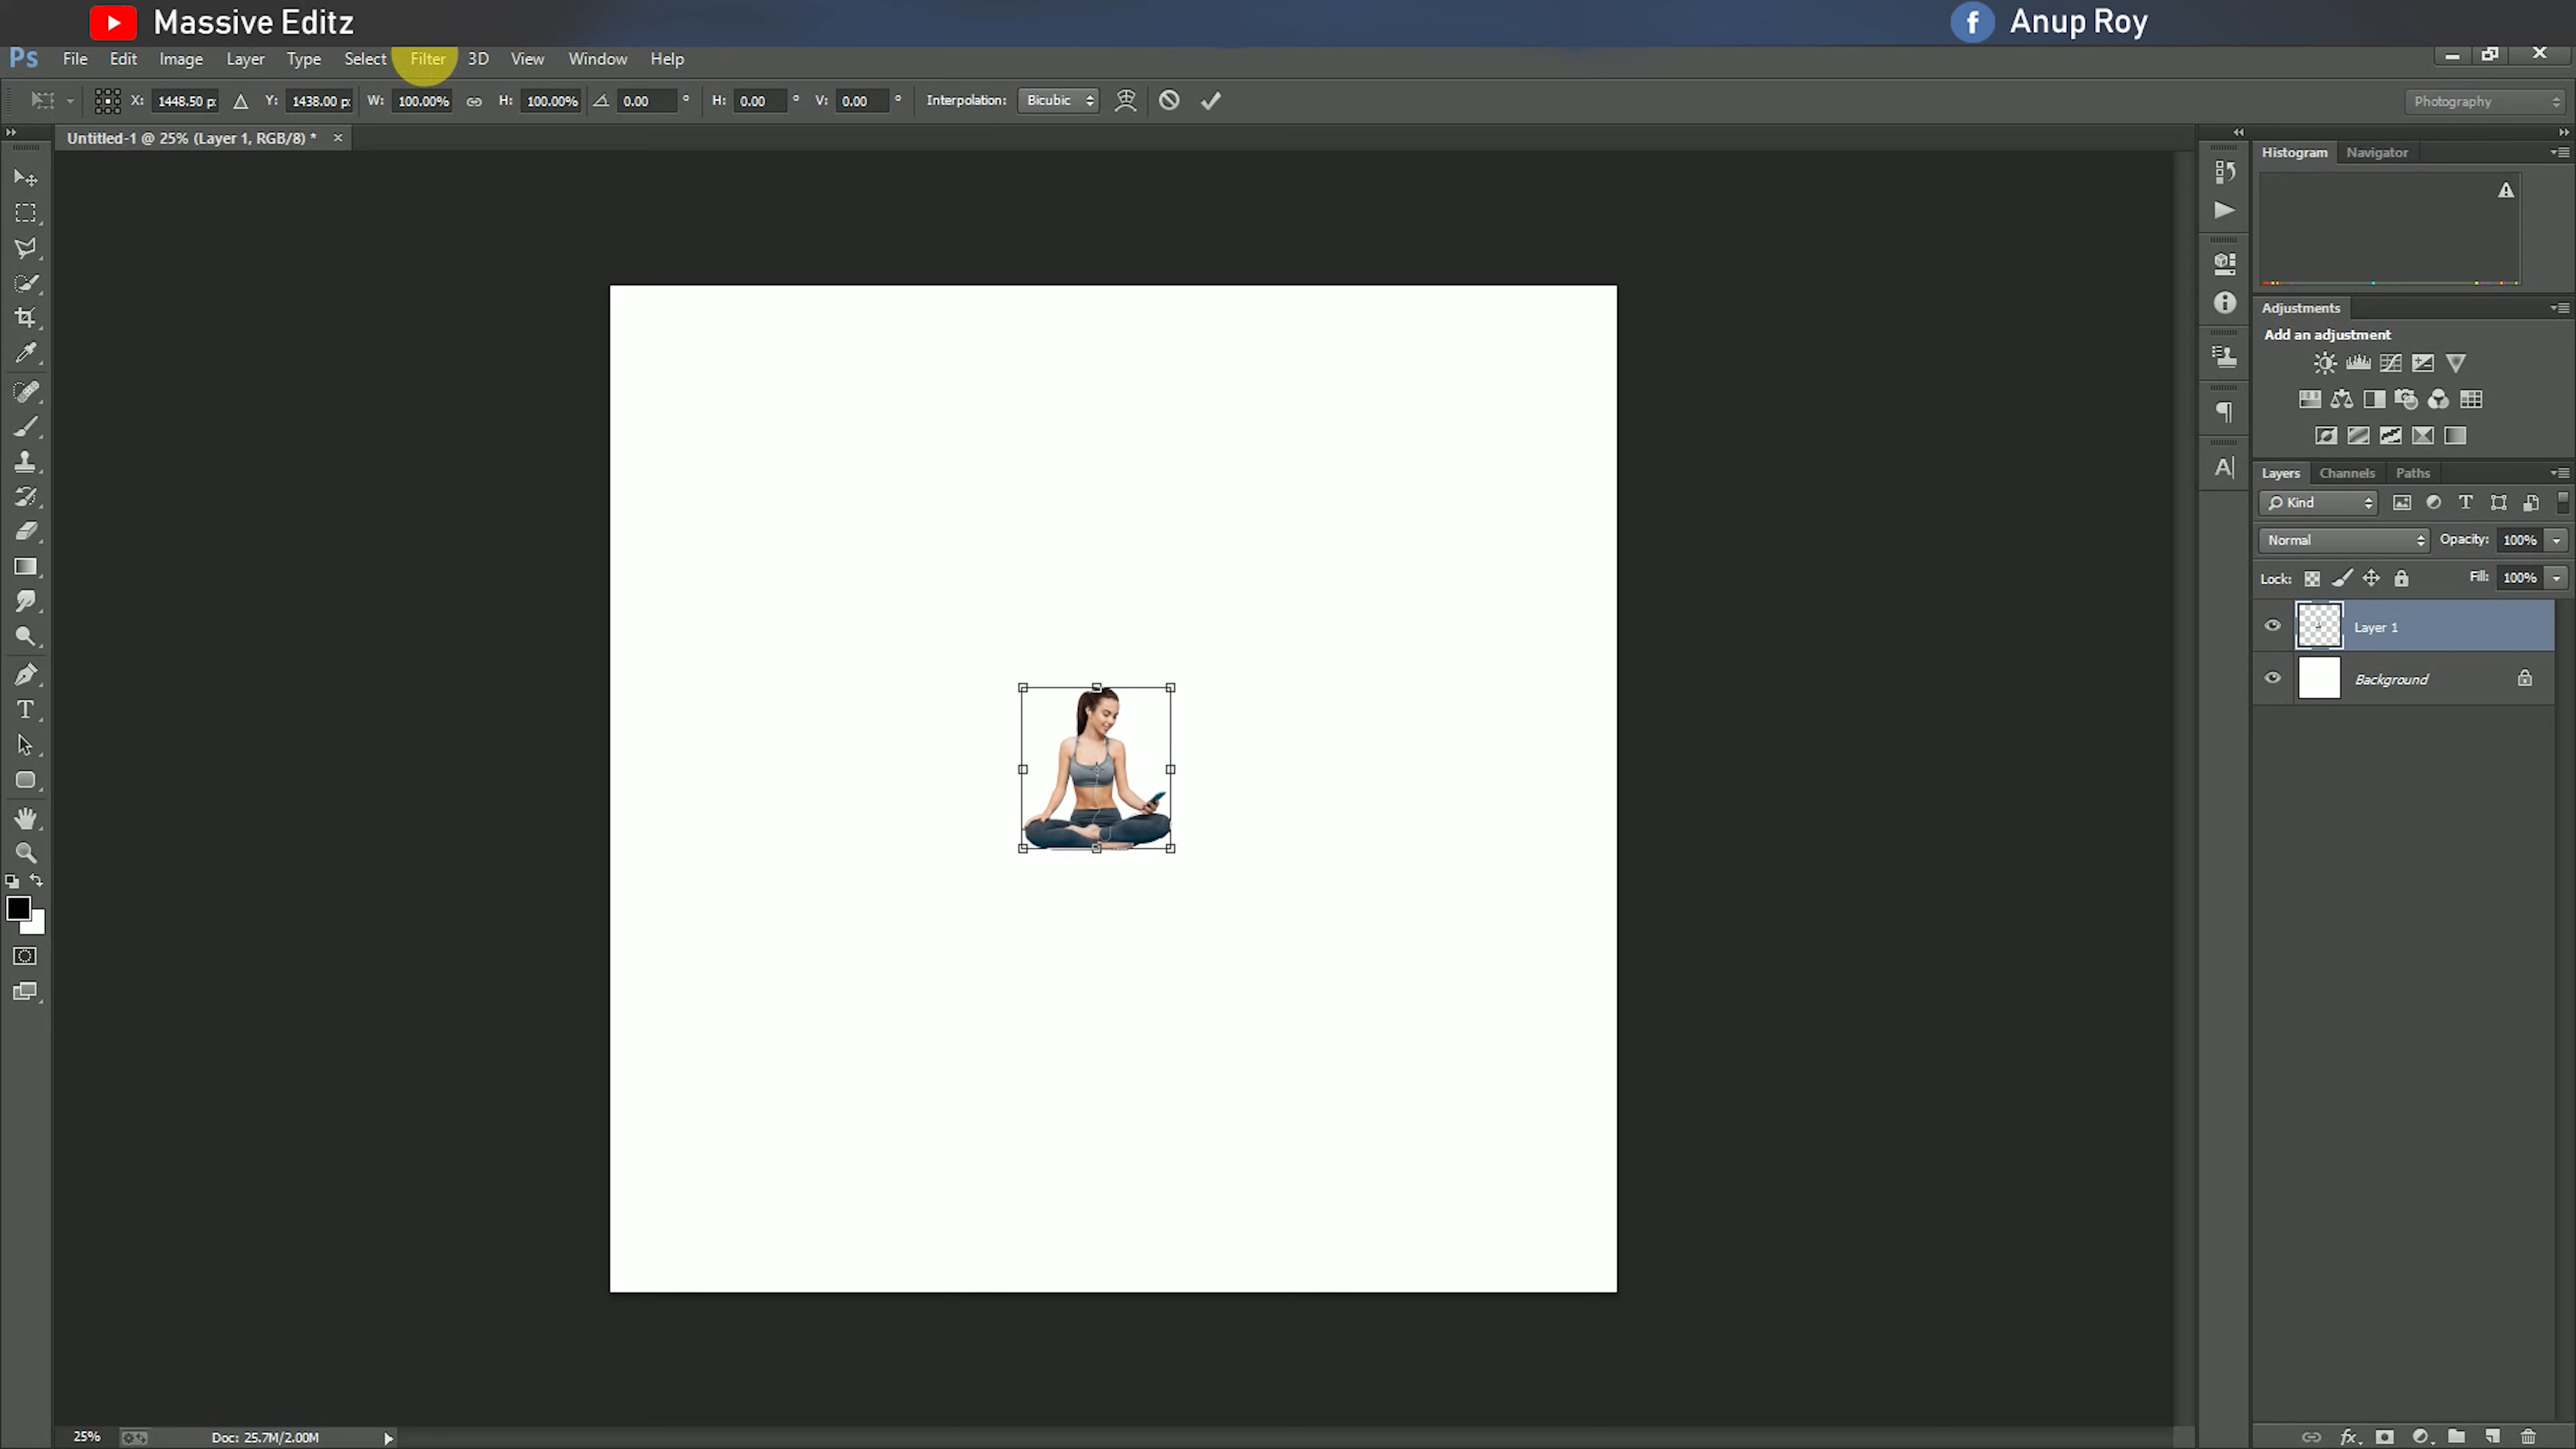 Massive Editz
Anup Roy
Ps File Edit Image Layer Type Select Filter 3D View Window Help
X: 1448.50 p: Y: 1438.00 p: W: 100.00% H: 100.00% 0.00 ° H: 0.00 ° V: 0.00 ° Interpolation: Bicubic
Photography
Untitled-1 @ 25% (Layer 1, RGB/8) * ×
Histogram Navigator
Adjustments
Add an adjustment
Layers Channels Paths
Kind
Normal Opacity: 100%
Lock: Fill: 100%
Layer 1
Background
25% Doc: 25.7M/2.00M
fx